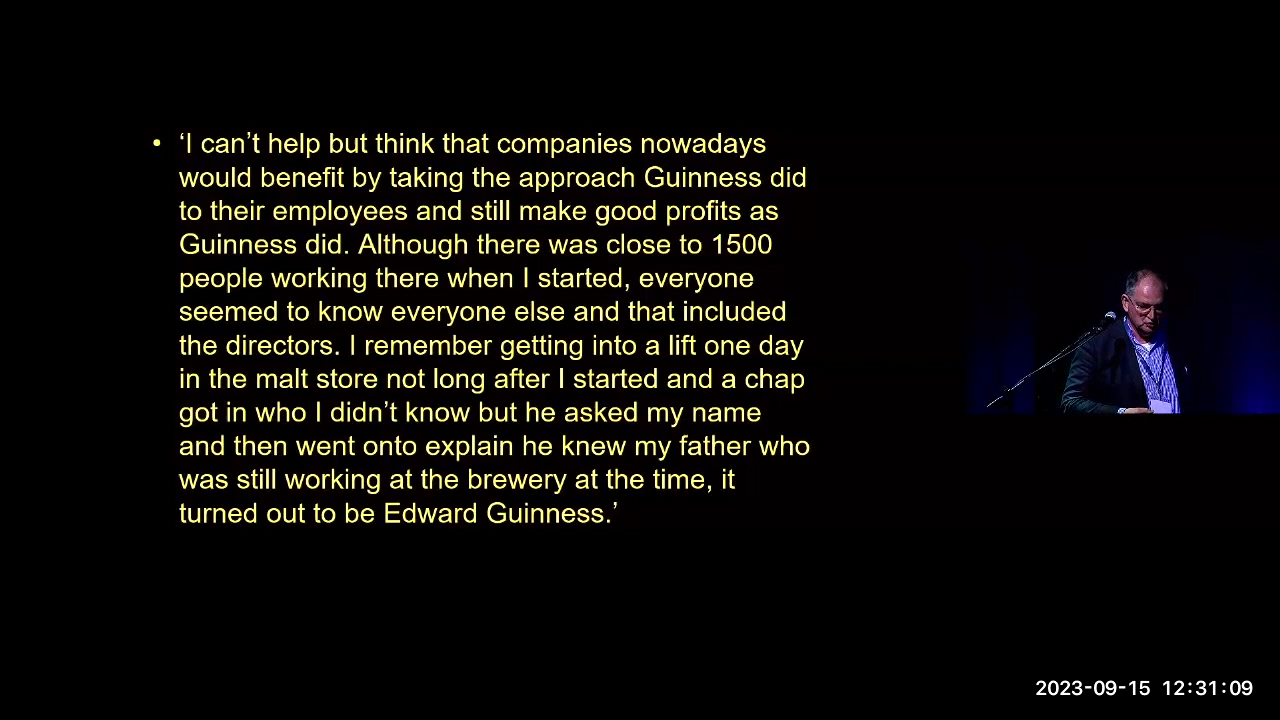 • ‘I can’t help but think that companies nowadays
would benefit by taking the approach Guinness did
to their employees and still make good profits as
Guinness did. Although there was close to 1500
people working there when I started, everyone
seemed to know everyone else and that included
the directors. I remember getting into a lift one day
in the malt store not long after I started and a chap
got in who I didn’t know but he asked my name
and then went onto explain he knew my father who
was still working at the brewery at the time, it
turned out to be Edward Guinness.’
2023-09-15 12:31:09